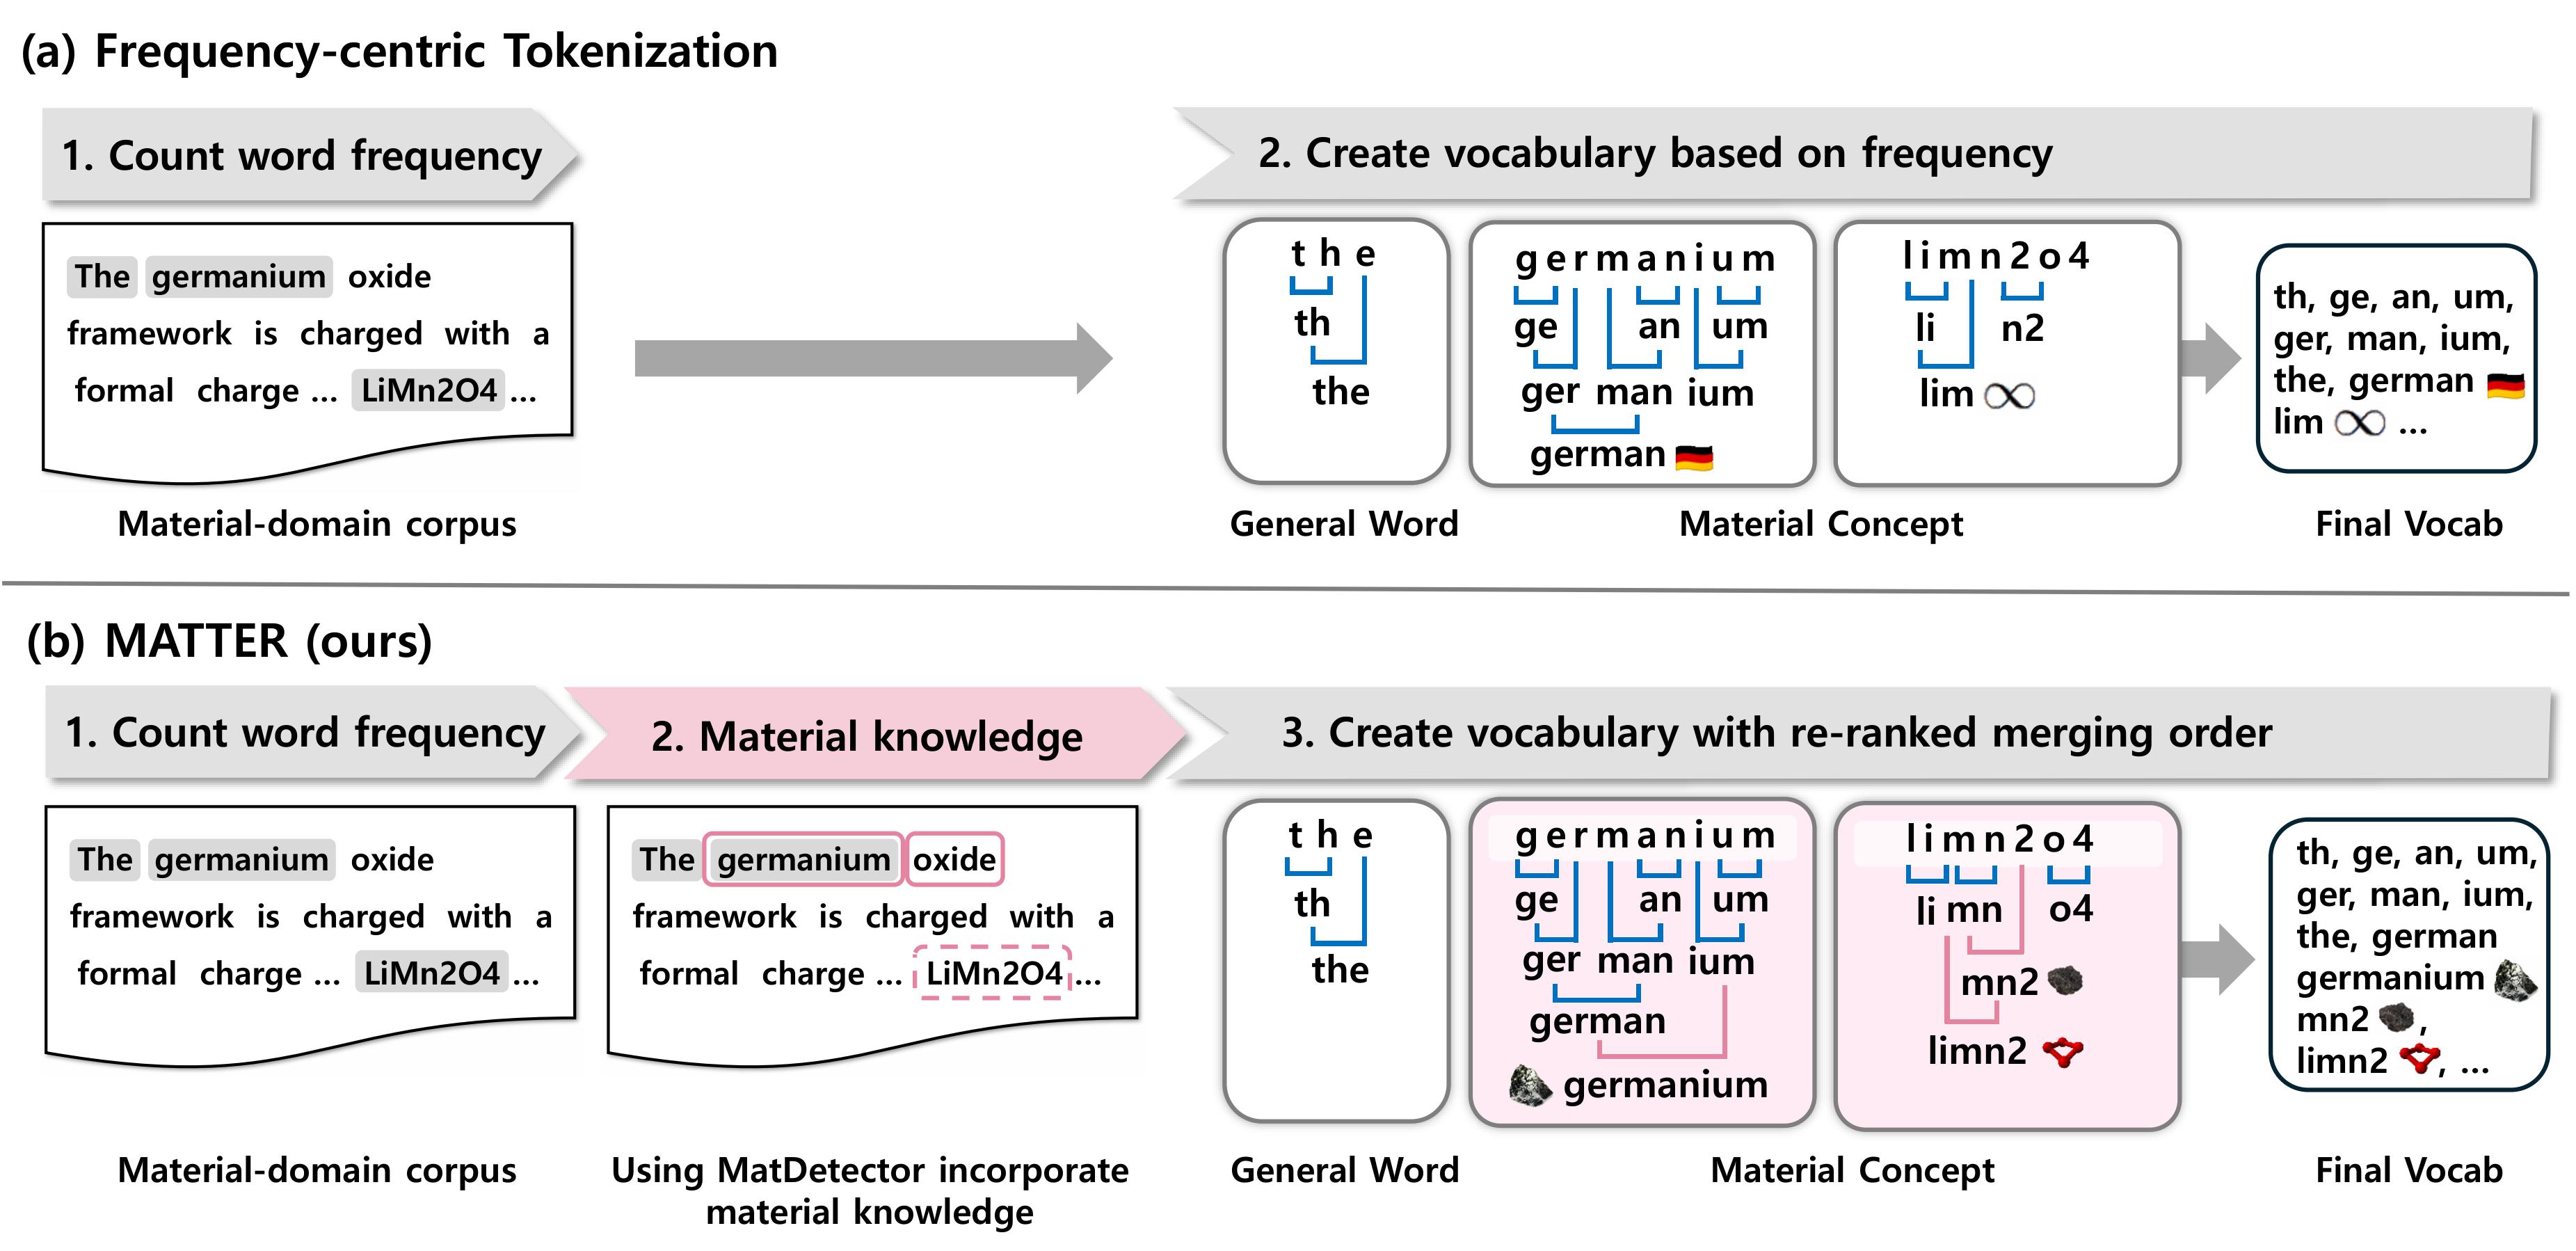 (a) Frequency-centric Tokenization
1. Count word frequency
2. Create vocabulary based on frequency
The germanium oxide
framework is charged with a
formal charge ... LiMn2O4 ...
Material-domain corpus
t h e
th
the
General Word
g e r m a n i u m
ge an um
ger man ium
german
l i m n 2 o 4
li n2
lim
Material Concept
th, ge, an, um,
ger, man, ium,
the, german
lim ...
Final Vocab
(b) MATTER (ours)
1. Count word frequency
2. Material knowledge
3. Create vocabulary with re-ranked merging order
The germanium oxide
framework is charged with a
formal charge ... LiMn2O4 ...
Material-domain corpus
The germanium oxide
framework is charged with a
formal charge ... LiMn2O4 ...
Using MatDetector incorporate
material knowledge
t h e
th
the
General Word
g e r m a n i u m
ge an um
ger man ium
german
germanium
l i m n 2 o 4
li mn o4
mn2
limn2
Material Concept
th, ge, an, um,
ger, man, ium,
the, german
germanium
mn2 ,
limn2 , ...
Final Vocab